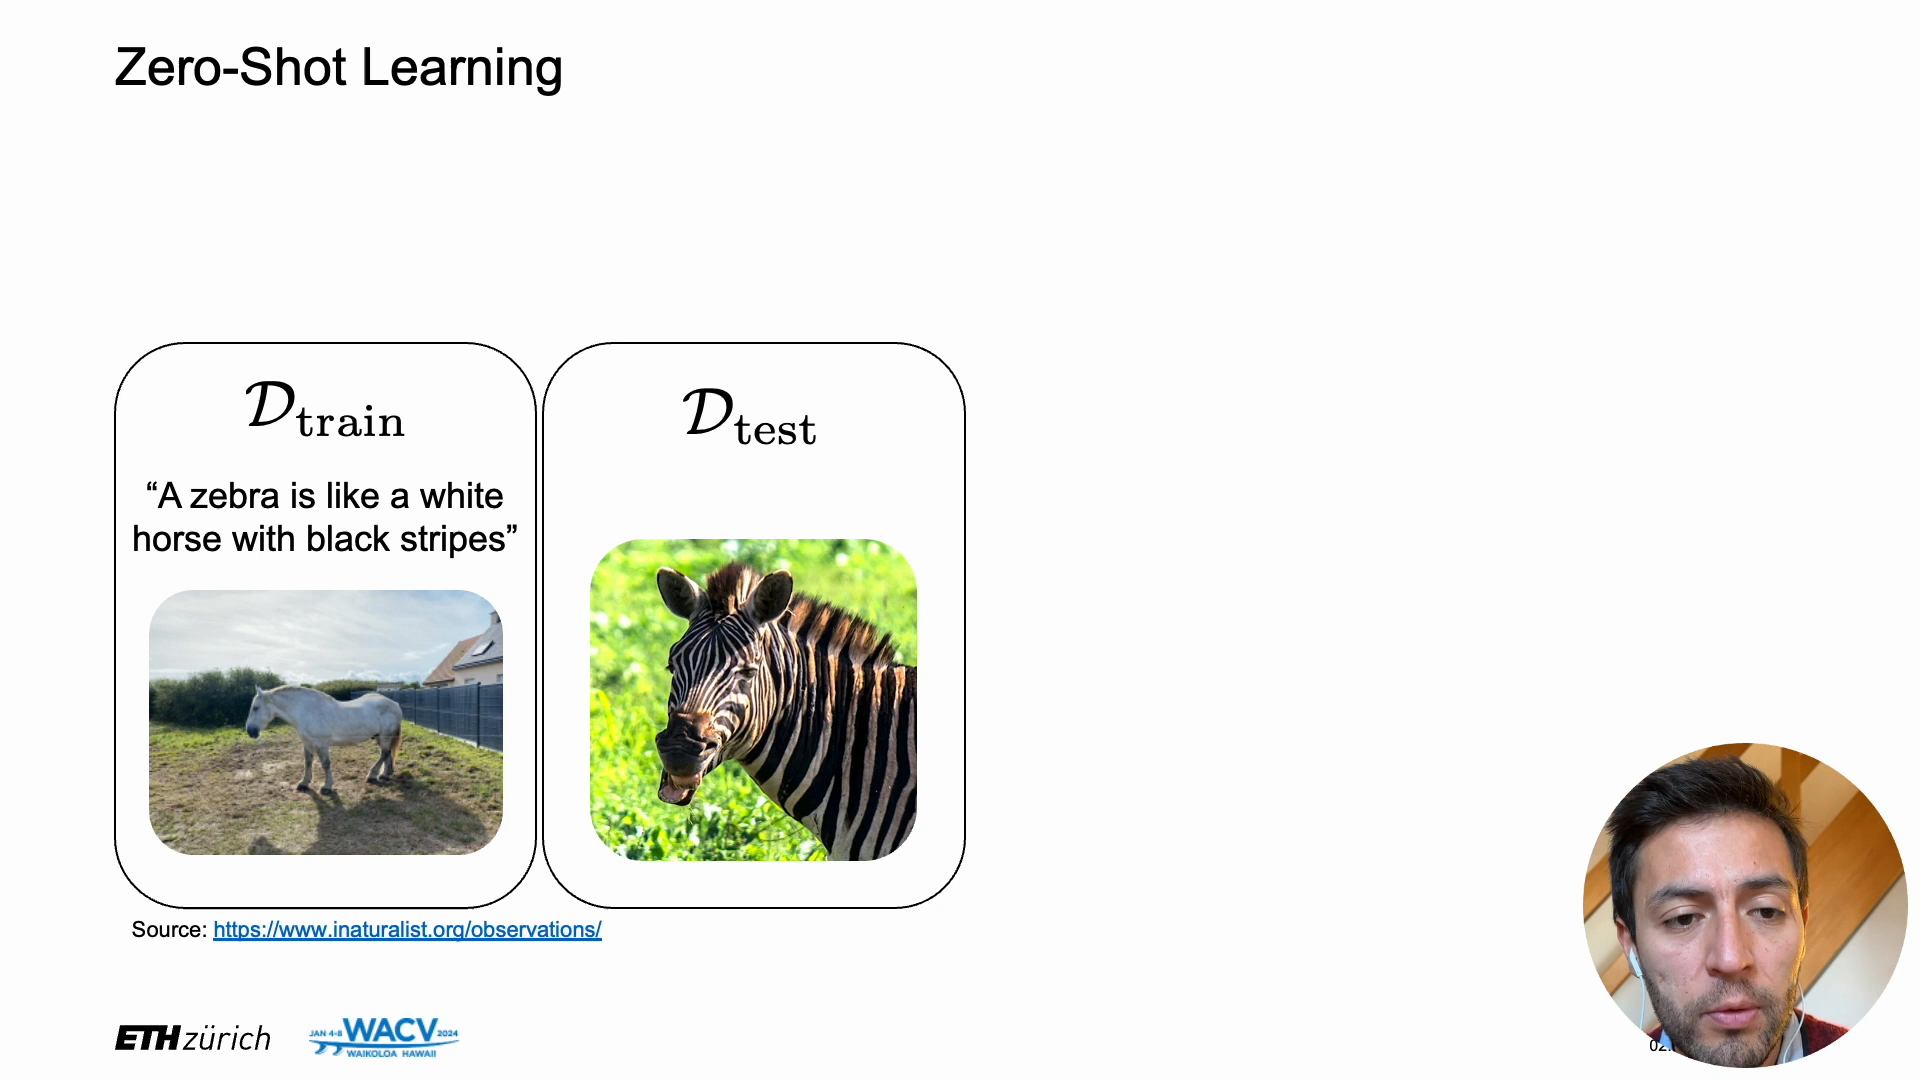 Zero-Shot Learning
𝒟train
𝒟test
“A zebra is like a white
horse with black stripes”
Source: https://www.inaturalist.org/observations/
ETH zürich
JAN 4-8 WACV 2024
WAIKOLOA HAWAII
02.